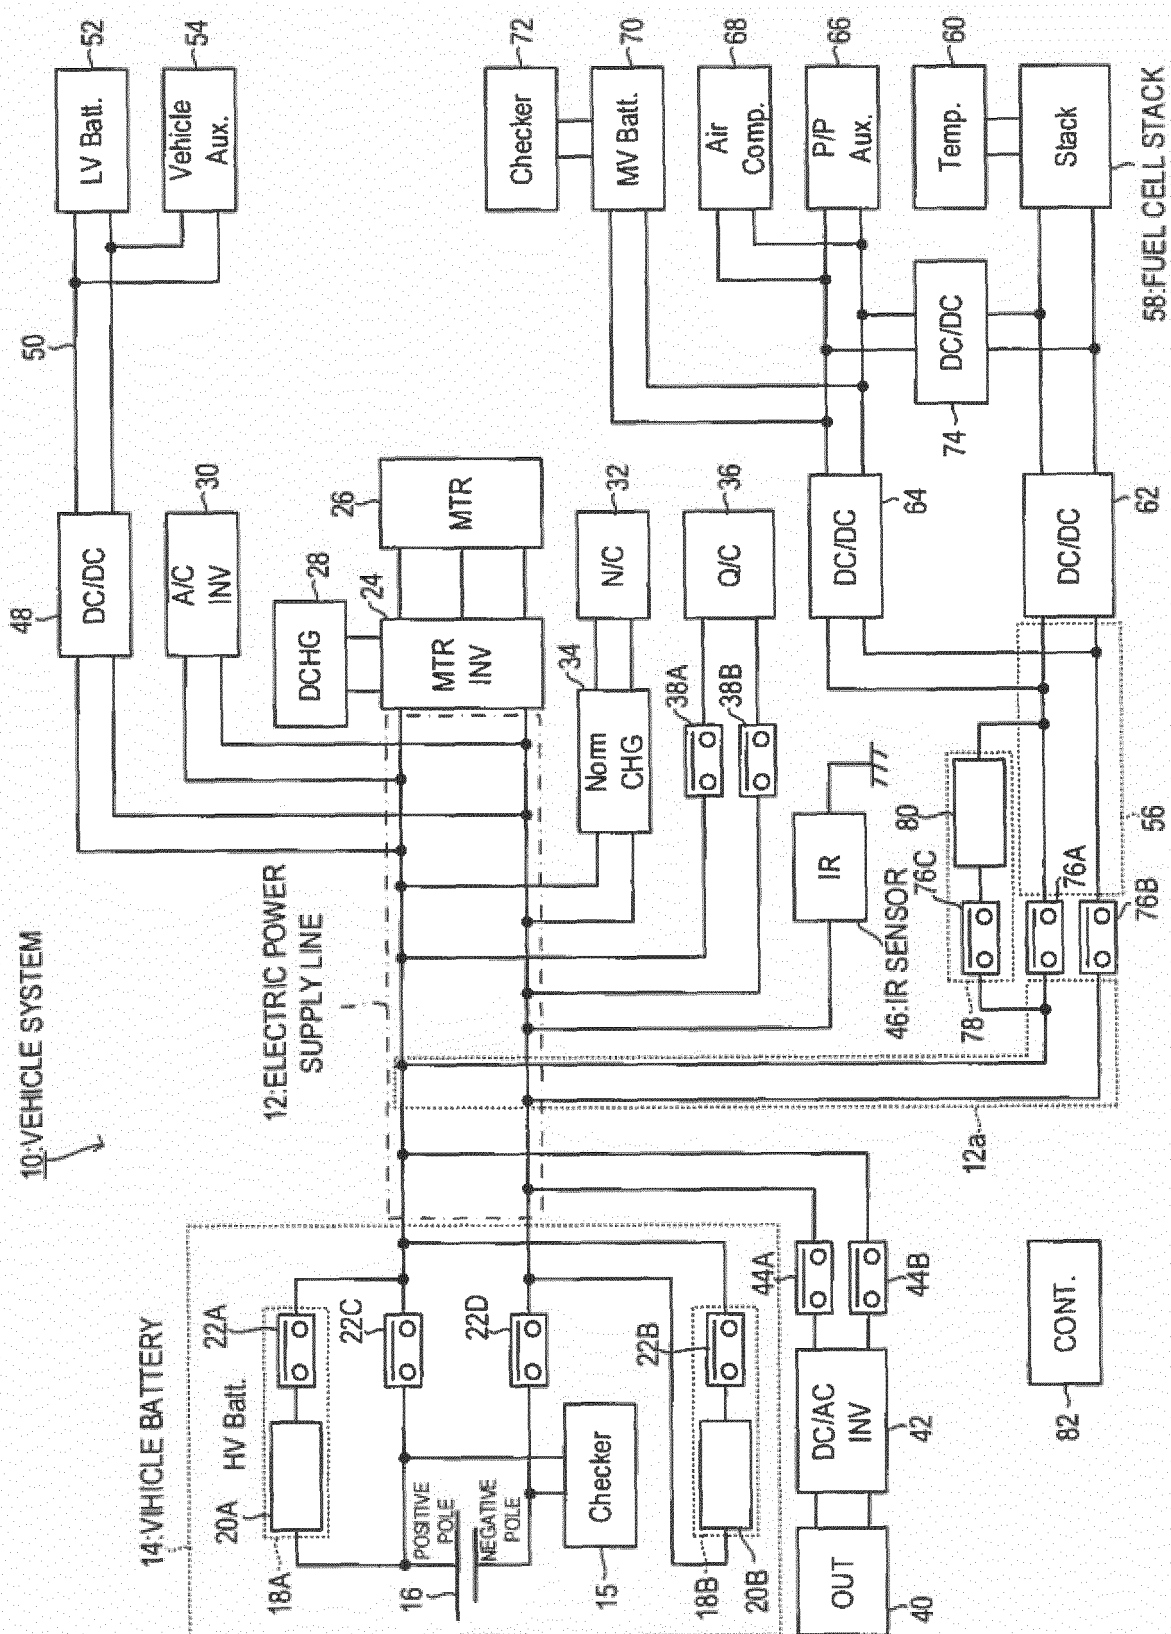 10:VEHICLE SYSTEM
14:VIHICLE BATTERY
HV Batt.
20A
22A
18A
22C
22D
22B
16
POSITIVE
POLE
NEGATIVE
POLE
Checker
15
18B
20B
OUT
40
DC/AC
INV
42
44A
44B
CONT.
82
12:ELECTRIC POWER
SUPPLY LINE
12a
48
DC/DC
50
LV Batt.
52
Vehicle
Aux.
54
A/C
INV
30
DCHG
28
MTR
INV
24
MTR
26
Norm
CHG
34
N/C
32
Q/C
36
38A
38B
IR
46:IR SENSOR
78
76C
80
76A
76B
56
DC/DC
64
DC/DC
62
DC/DC
74
Checker
72
MV Batt.
70
Air
Comp.
68
P/P
Aux.
66
Temp.
60
Stack
58:FUEL CELL STACK